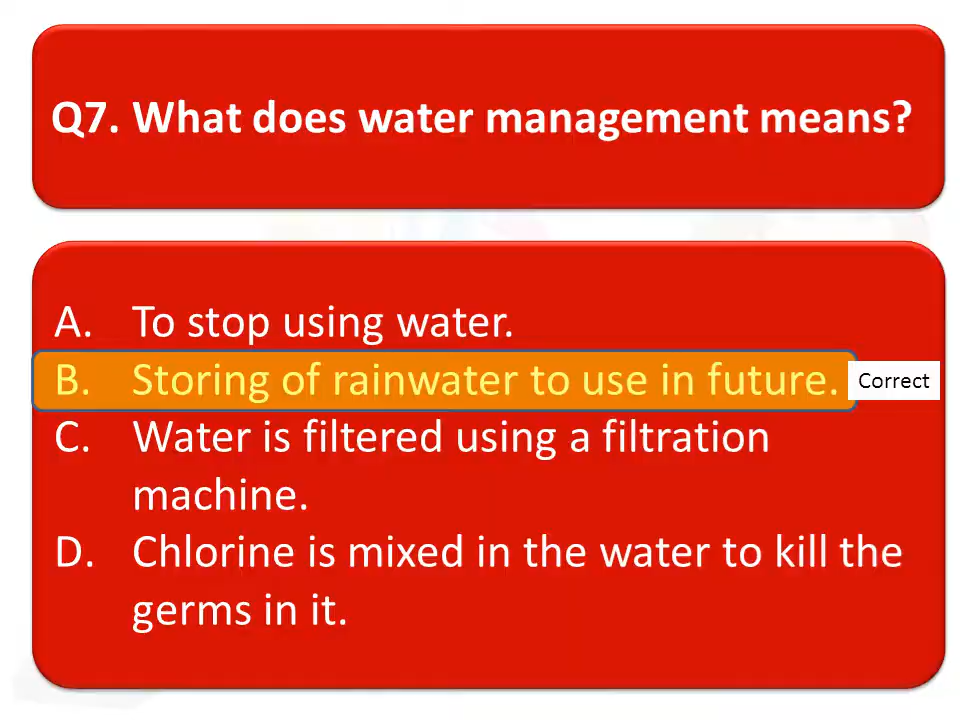 Q7. What does water management means?
A. To stop using water.
B. Storing of rainwater to use in future.
Correct
C. Water is filtered using a filtration
machine.
D. Chlorine is mixed in the water to kill the
germs in it.